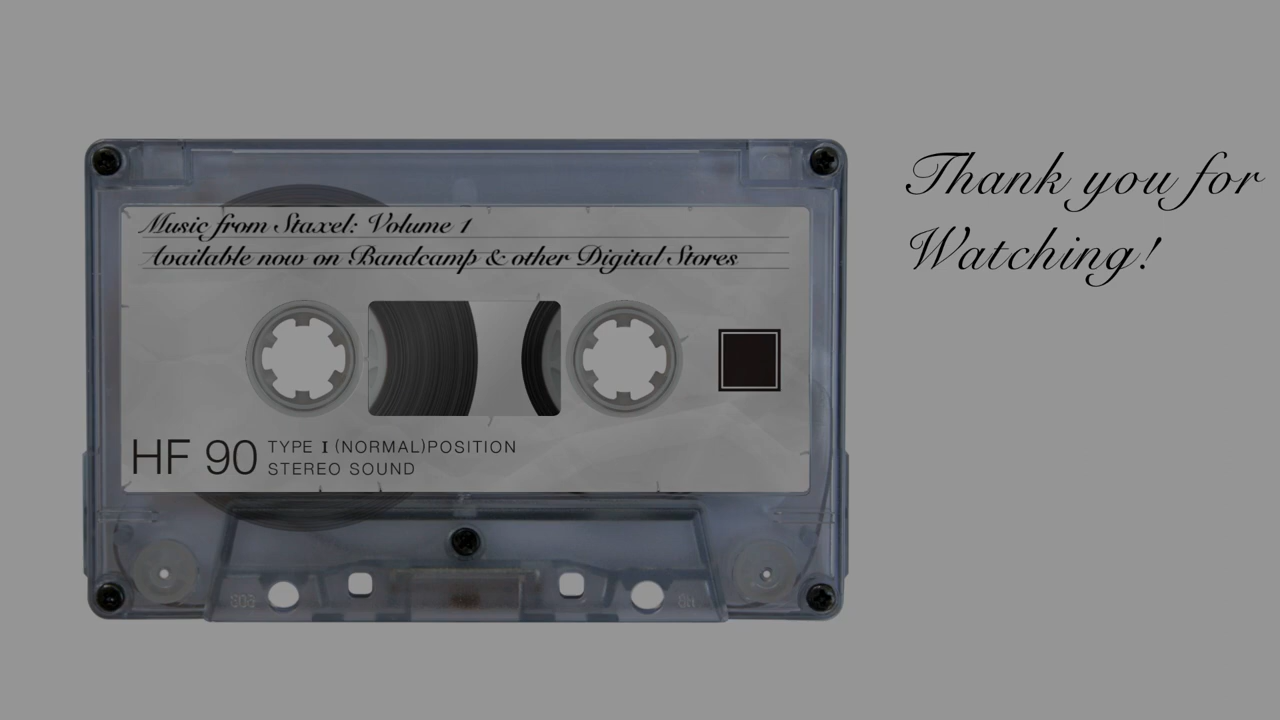 Thank you for
Watching!
Music from Staxel: Volume 1
Available now on Bandcamp & other Digital Stores
HF 90
TYPE I (NORMAL)POSITION
STEREO SOUND